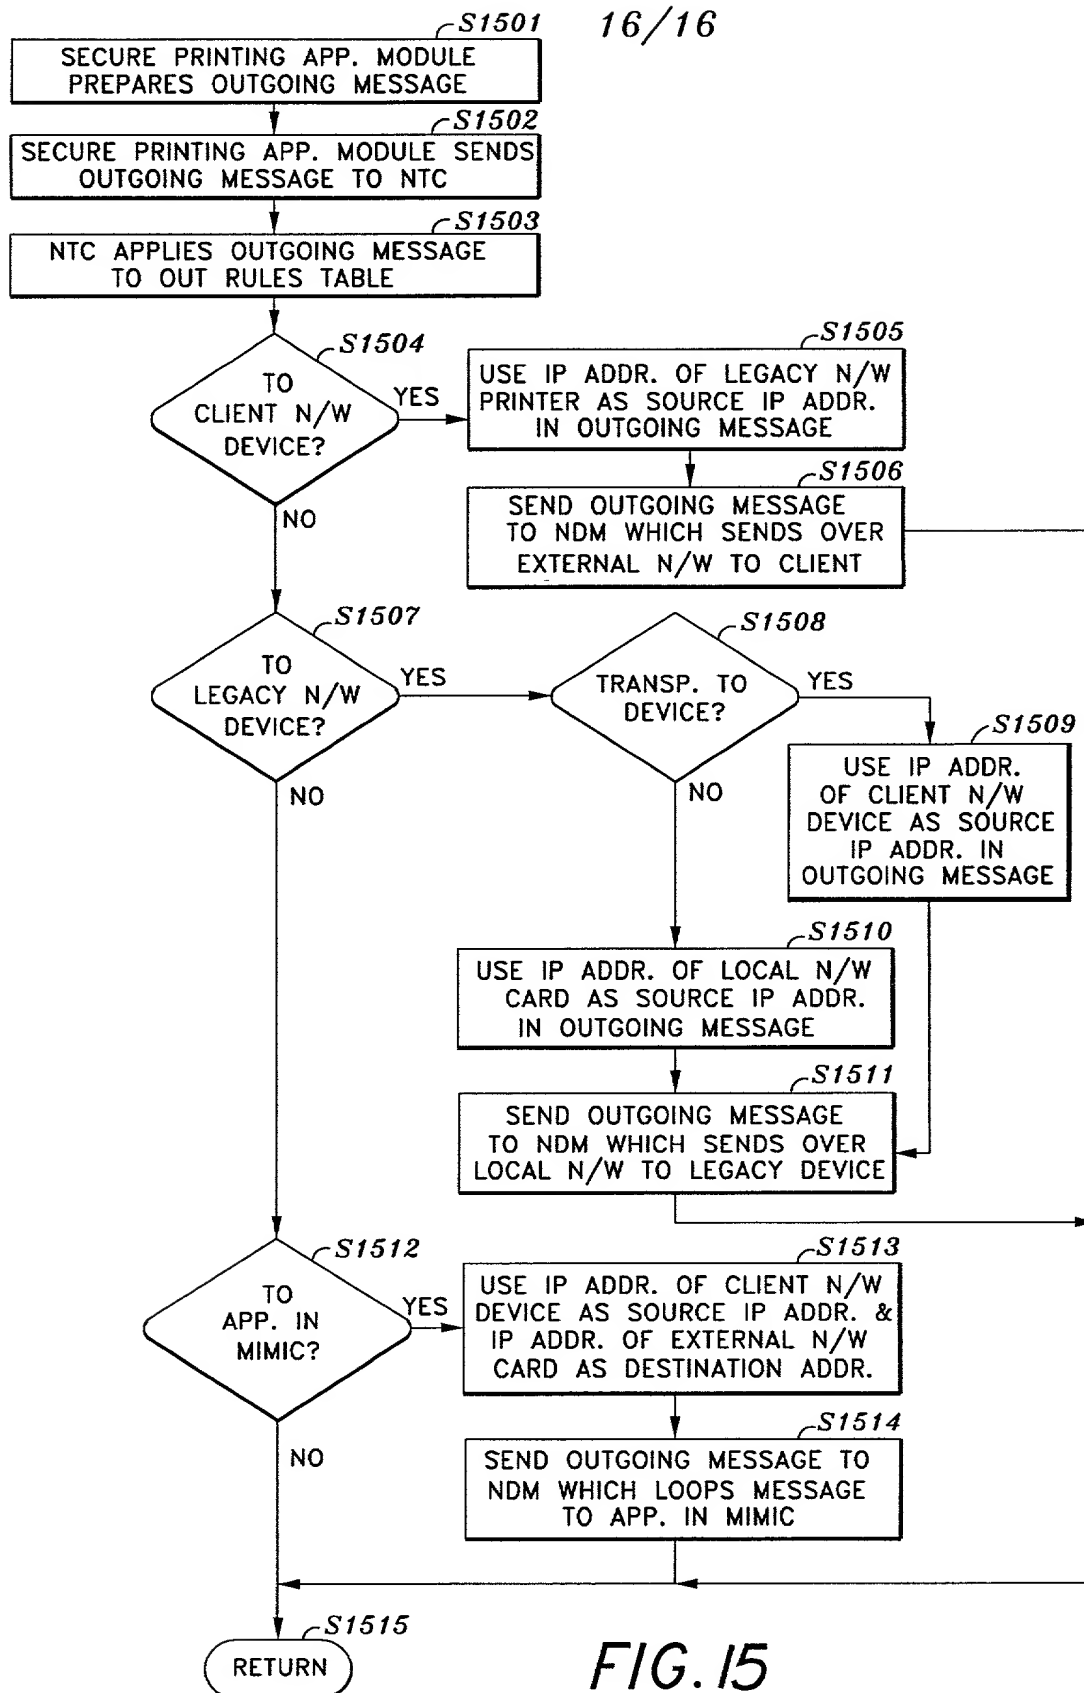 16/16
S1501
SECURE PRINTING APP. MODULE
PREPARES OUTGOING MESSAGE
S1502
SECURE PRINTING APP. MODULE SENDS
OUTGOING MESSAGE TO NTC
S1503
NTC APPLIES OUTGOING MESSAGE
TO OUT RULES TABLE
S1504
TO
CLIENT N/W
DEVICE?
YES
NO
S1505
USE IP ADDR. OF LEGACY N/W
PRINTER AS SOURCE IP ADDR.
IN OUTGOING MESSAGE
S1506
SEND OUTGOING MESSAGE
TO NDM WHICH SENDS OVER
EXTERNAL N/W TO CLIENT
S1507
TO
LEGACY N/W
DEVICE?
YES
NO
S1508
TRANSP. TO
DEVICE?
YES
NO
S1509
USE IP ADDR.
OF CLIENT N/W
DEVICE AS SOURCE
IP ADDR. IN
OUTGOING MESSAGE
S1510
USE IP ADDR. OF LOCAL N/W
CARD AS SOURCE IP ADDR.
IN OUTGOING MESSAGE
S1511
SEND OUTGOING MESSAGE
TO NDM WHICH SENDS OVER
LOCAL N/W TO LEGACY DEVICE
S1512
TO
APP. IN
MIMIC?
YES
NO
S1513
USE IP ADDR. OF CLIENT N/W
DEVICE AS SOURCE IP ADDR. &
IP ADDR. OF EXTERNAL N/W
CARD AS DESTINATION ADDR.
S1514
SEND OUTGOING MESSAGE TO
NDM WHICH LOOPS MESSAGE
TO APP. IN MIMIC
S1515
RETURN
FIG. 15